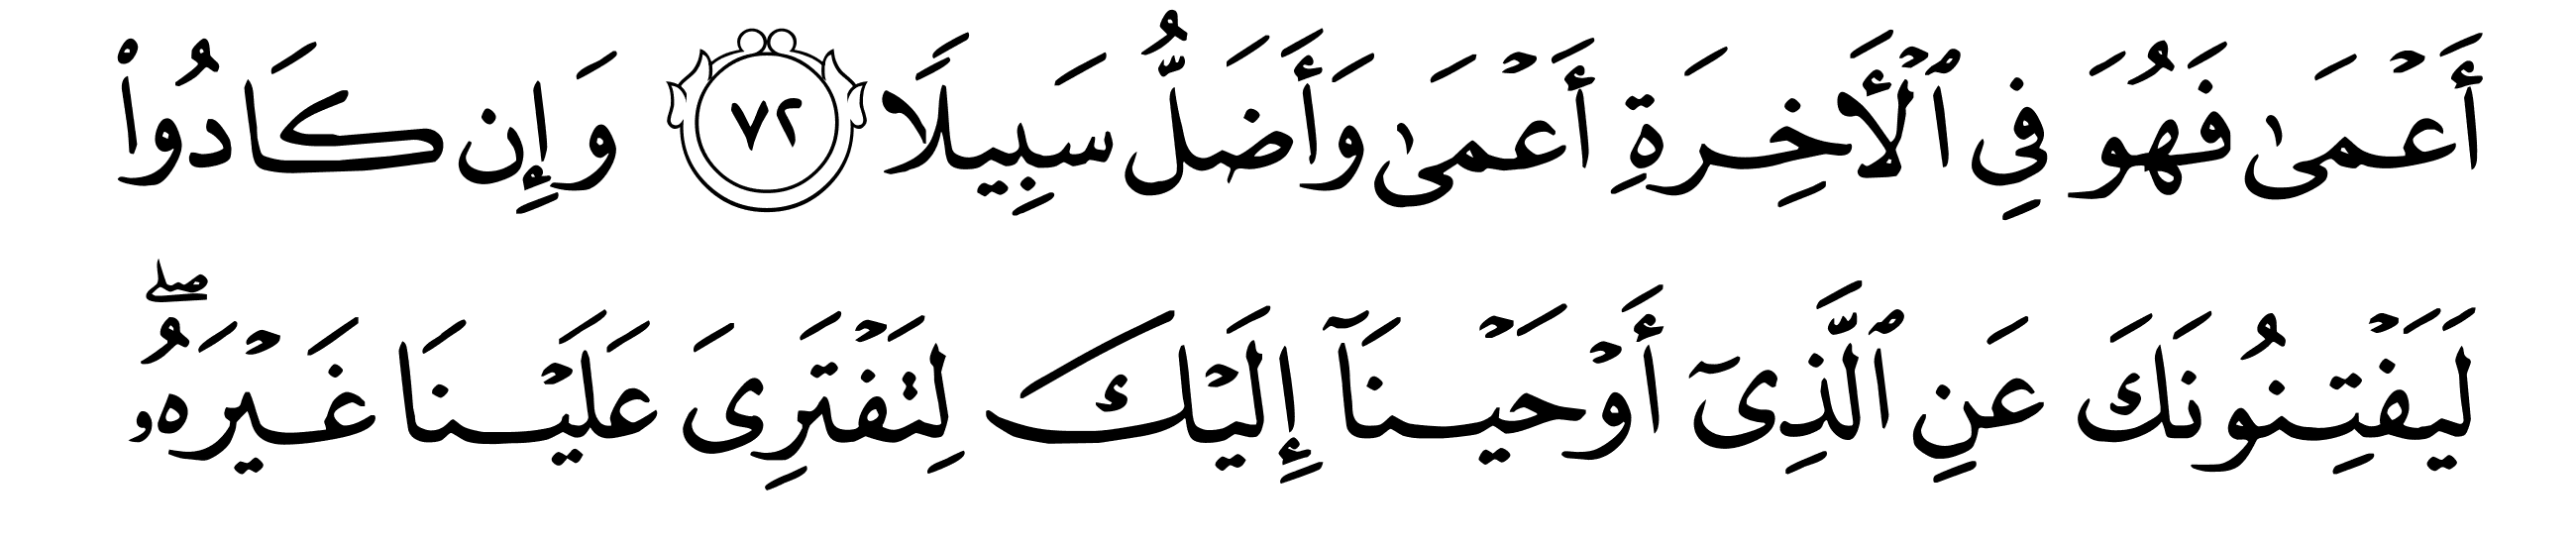 أَعْمَىٰ فَهُوَ فِي ٱلْأَخِرَةِ أَعْمَىٰ وَأَضَلُّ سَبِيلًا ٧٢ وَإِن كَادُوا۟
لَيَفْتِنُونَكَ عَنِ ٱلَّذِىٓ أَوْحَيْنَآ إِلَيْكَ لِتَفْتَرِىَ عَلَيْنَا غَيْرَهُۥ ۖ